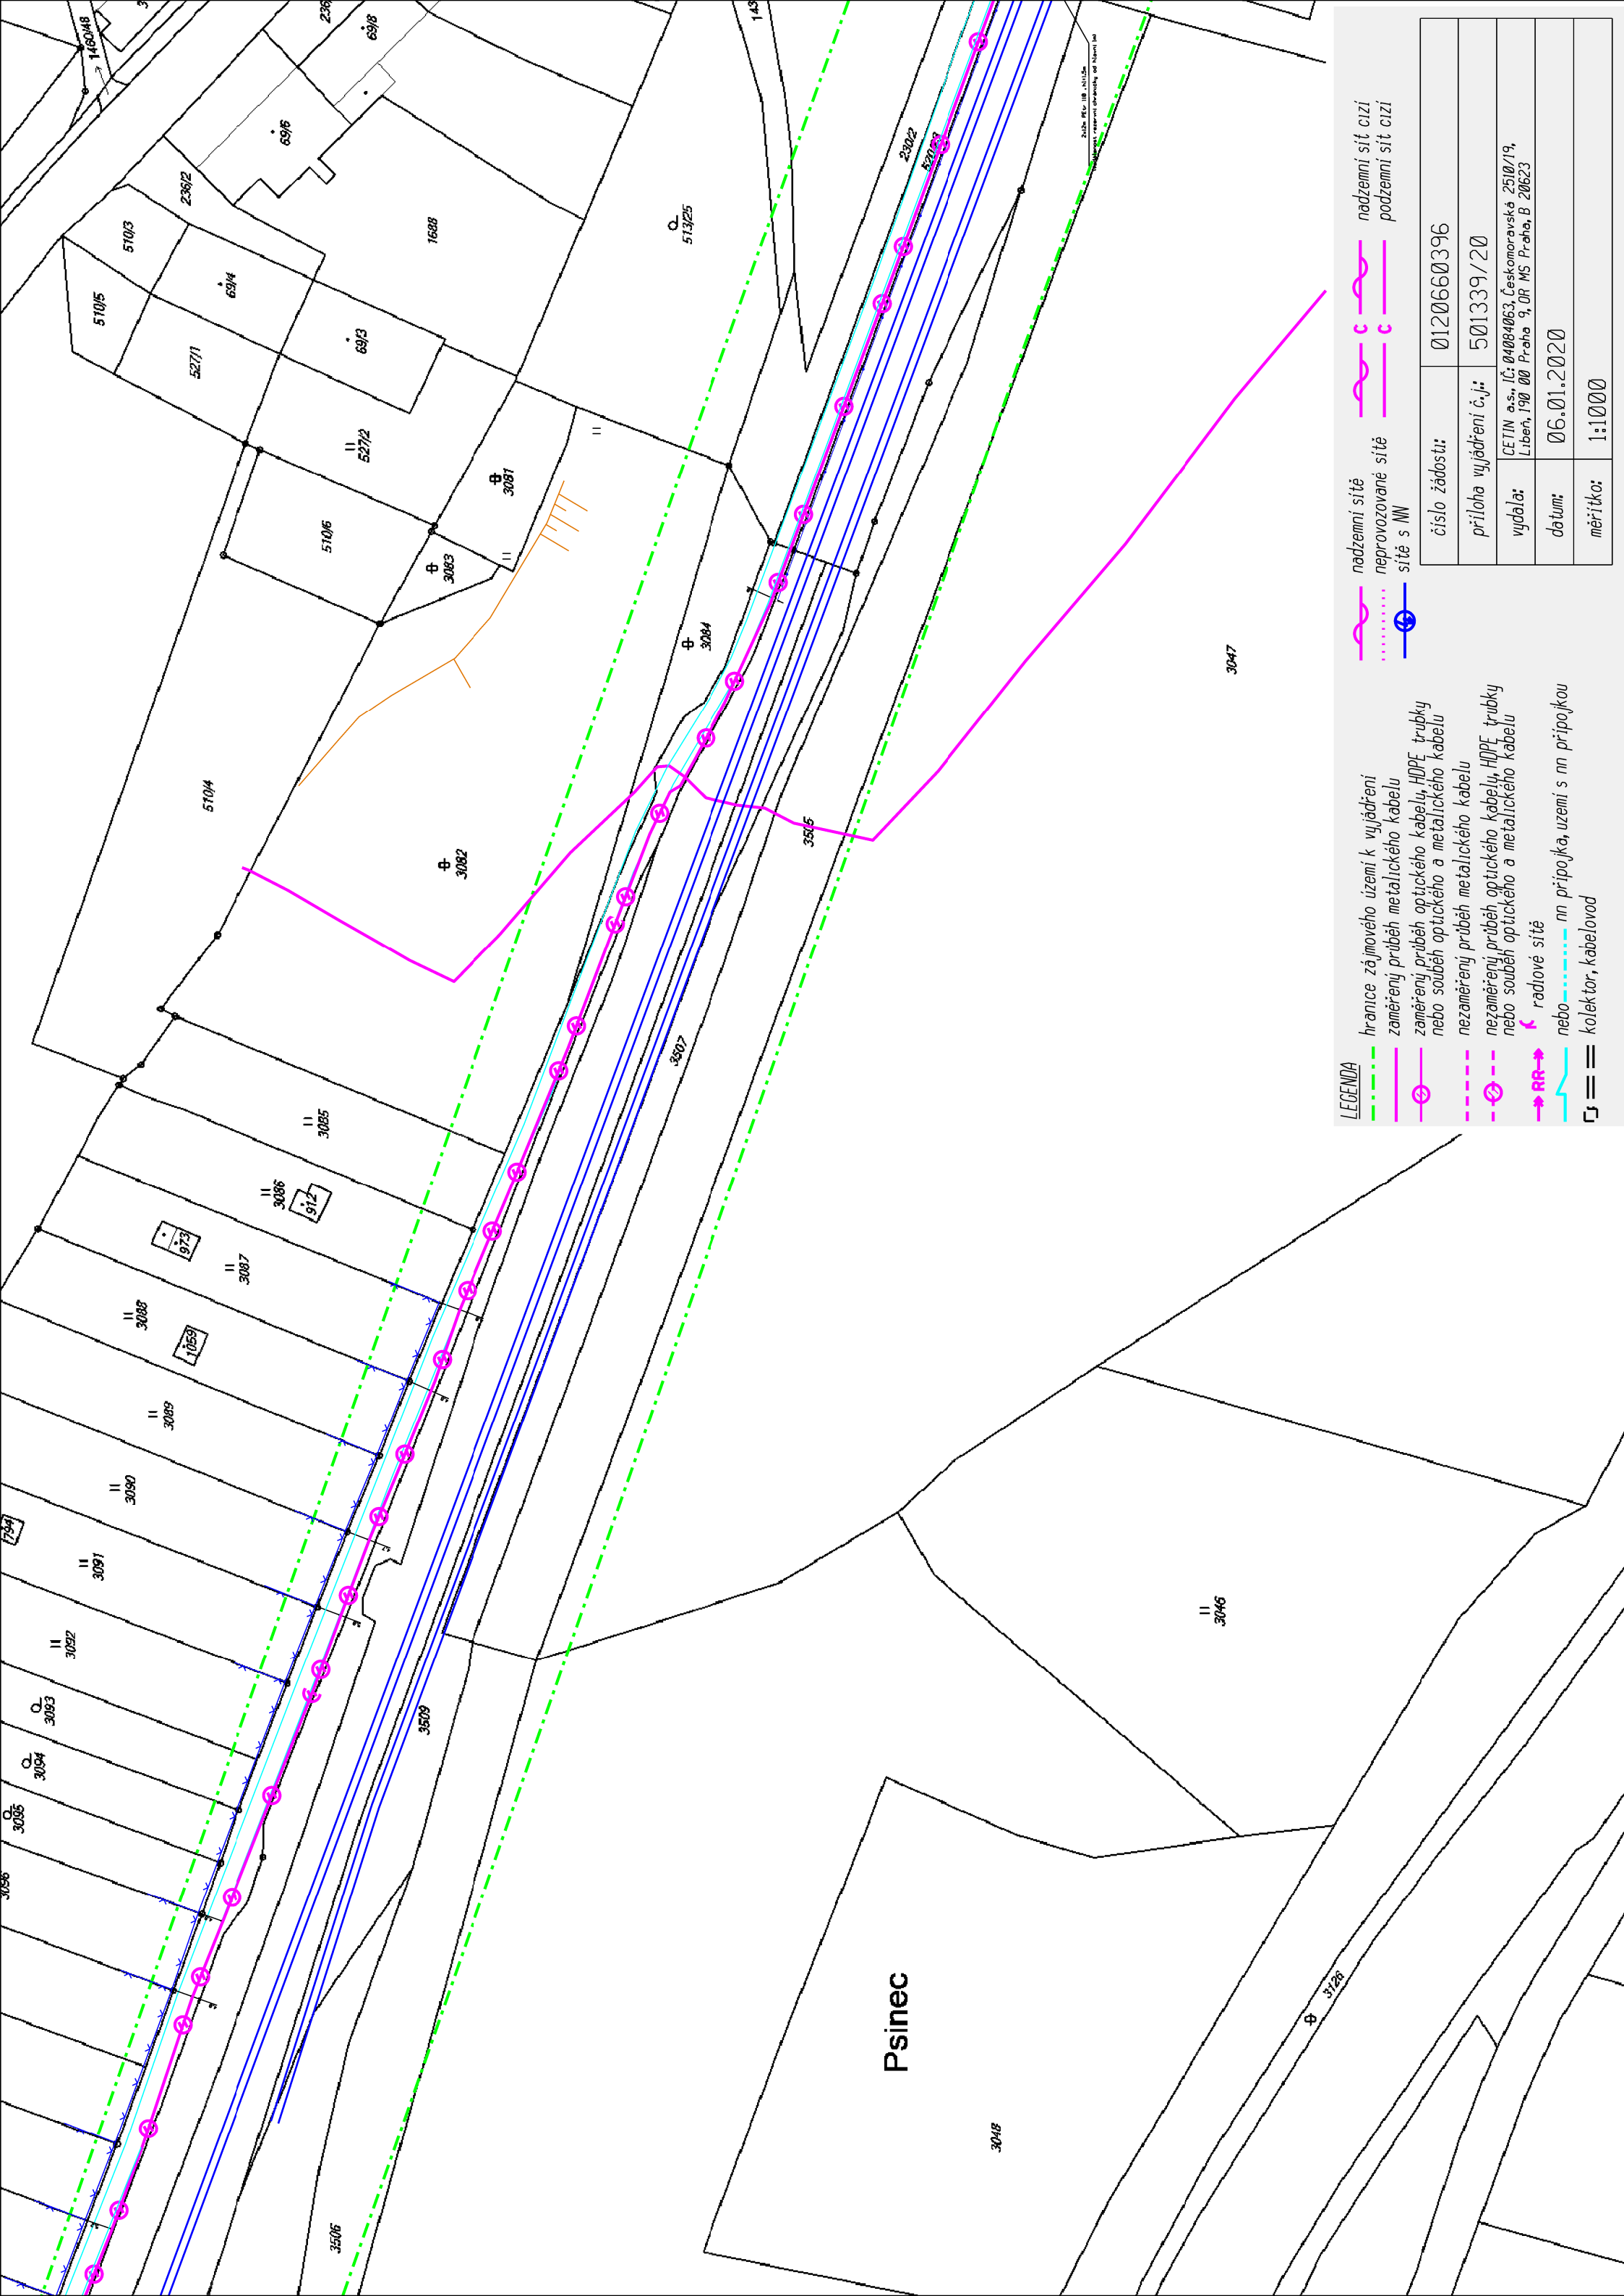 1460/48
69/8
69/6
236/2
510/3
510/5
69/4
527/1
69/3
1688
513/25
230/2
527/2
510/6
3081
3083
3084
510/4
3082
3047
3505
3507
3085
3086
912
973
3087
3088
1059
3089
3090
794
3091
3092
3093
3094
3095
3096
3509
3506
3046
3048
3126
Psinec
LEGENDA
hranice zájmového území k vyjádření
zaměřený průběh metalického kabelu
zaměřený průběh optického kabelu, HDPE trubky
nebo souběh optického a metalického kabelu
nezaměřený průběh metalického kabelu
nezaměřený průběh optického kabelu, HDPE trubky
nebo souběh optického a metalického kabelu
RR radiové sítě
nebo nn přípojka, území s nn přípojkou
kolektor, kabelovod
nadzemní sítě
neprovozované sítě
sítě s NN
C nadzemní síť cizí
C podzemní síť cizí
číslo žádosti: 0120660396
příloha vyjádření č.j.: 501339/20
vydala: CETIN a.s., IČ: 04084063, Českomoravská 2510/19,
Libeň, 190 00 Praha 9, OR MS Praha, B 20623
datum: 06.01.2020
měřítko: 1:1000